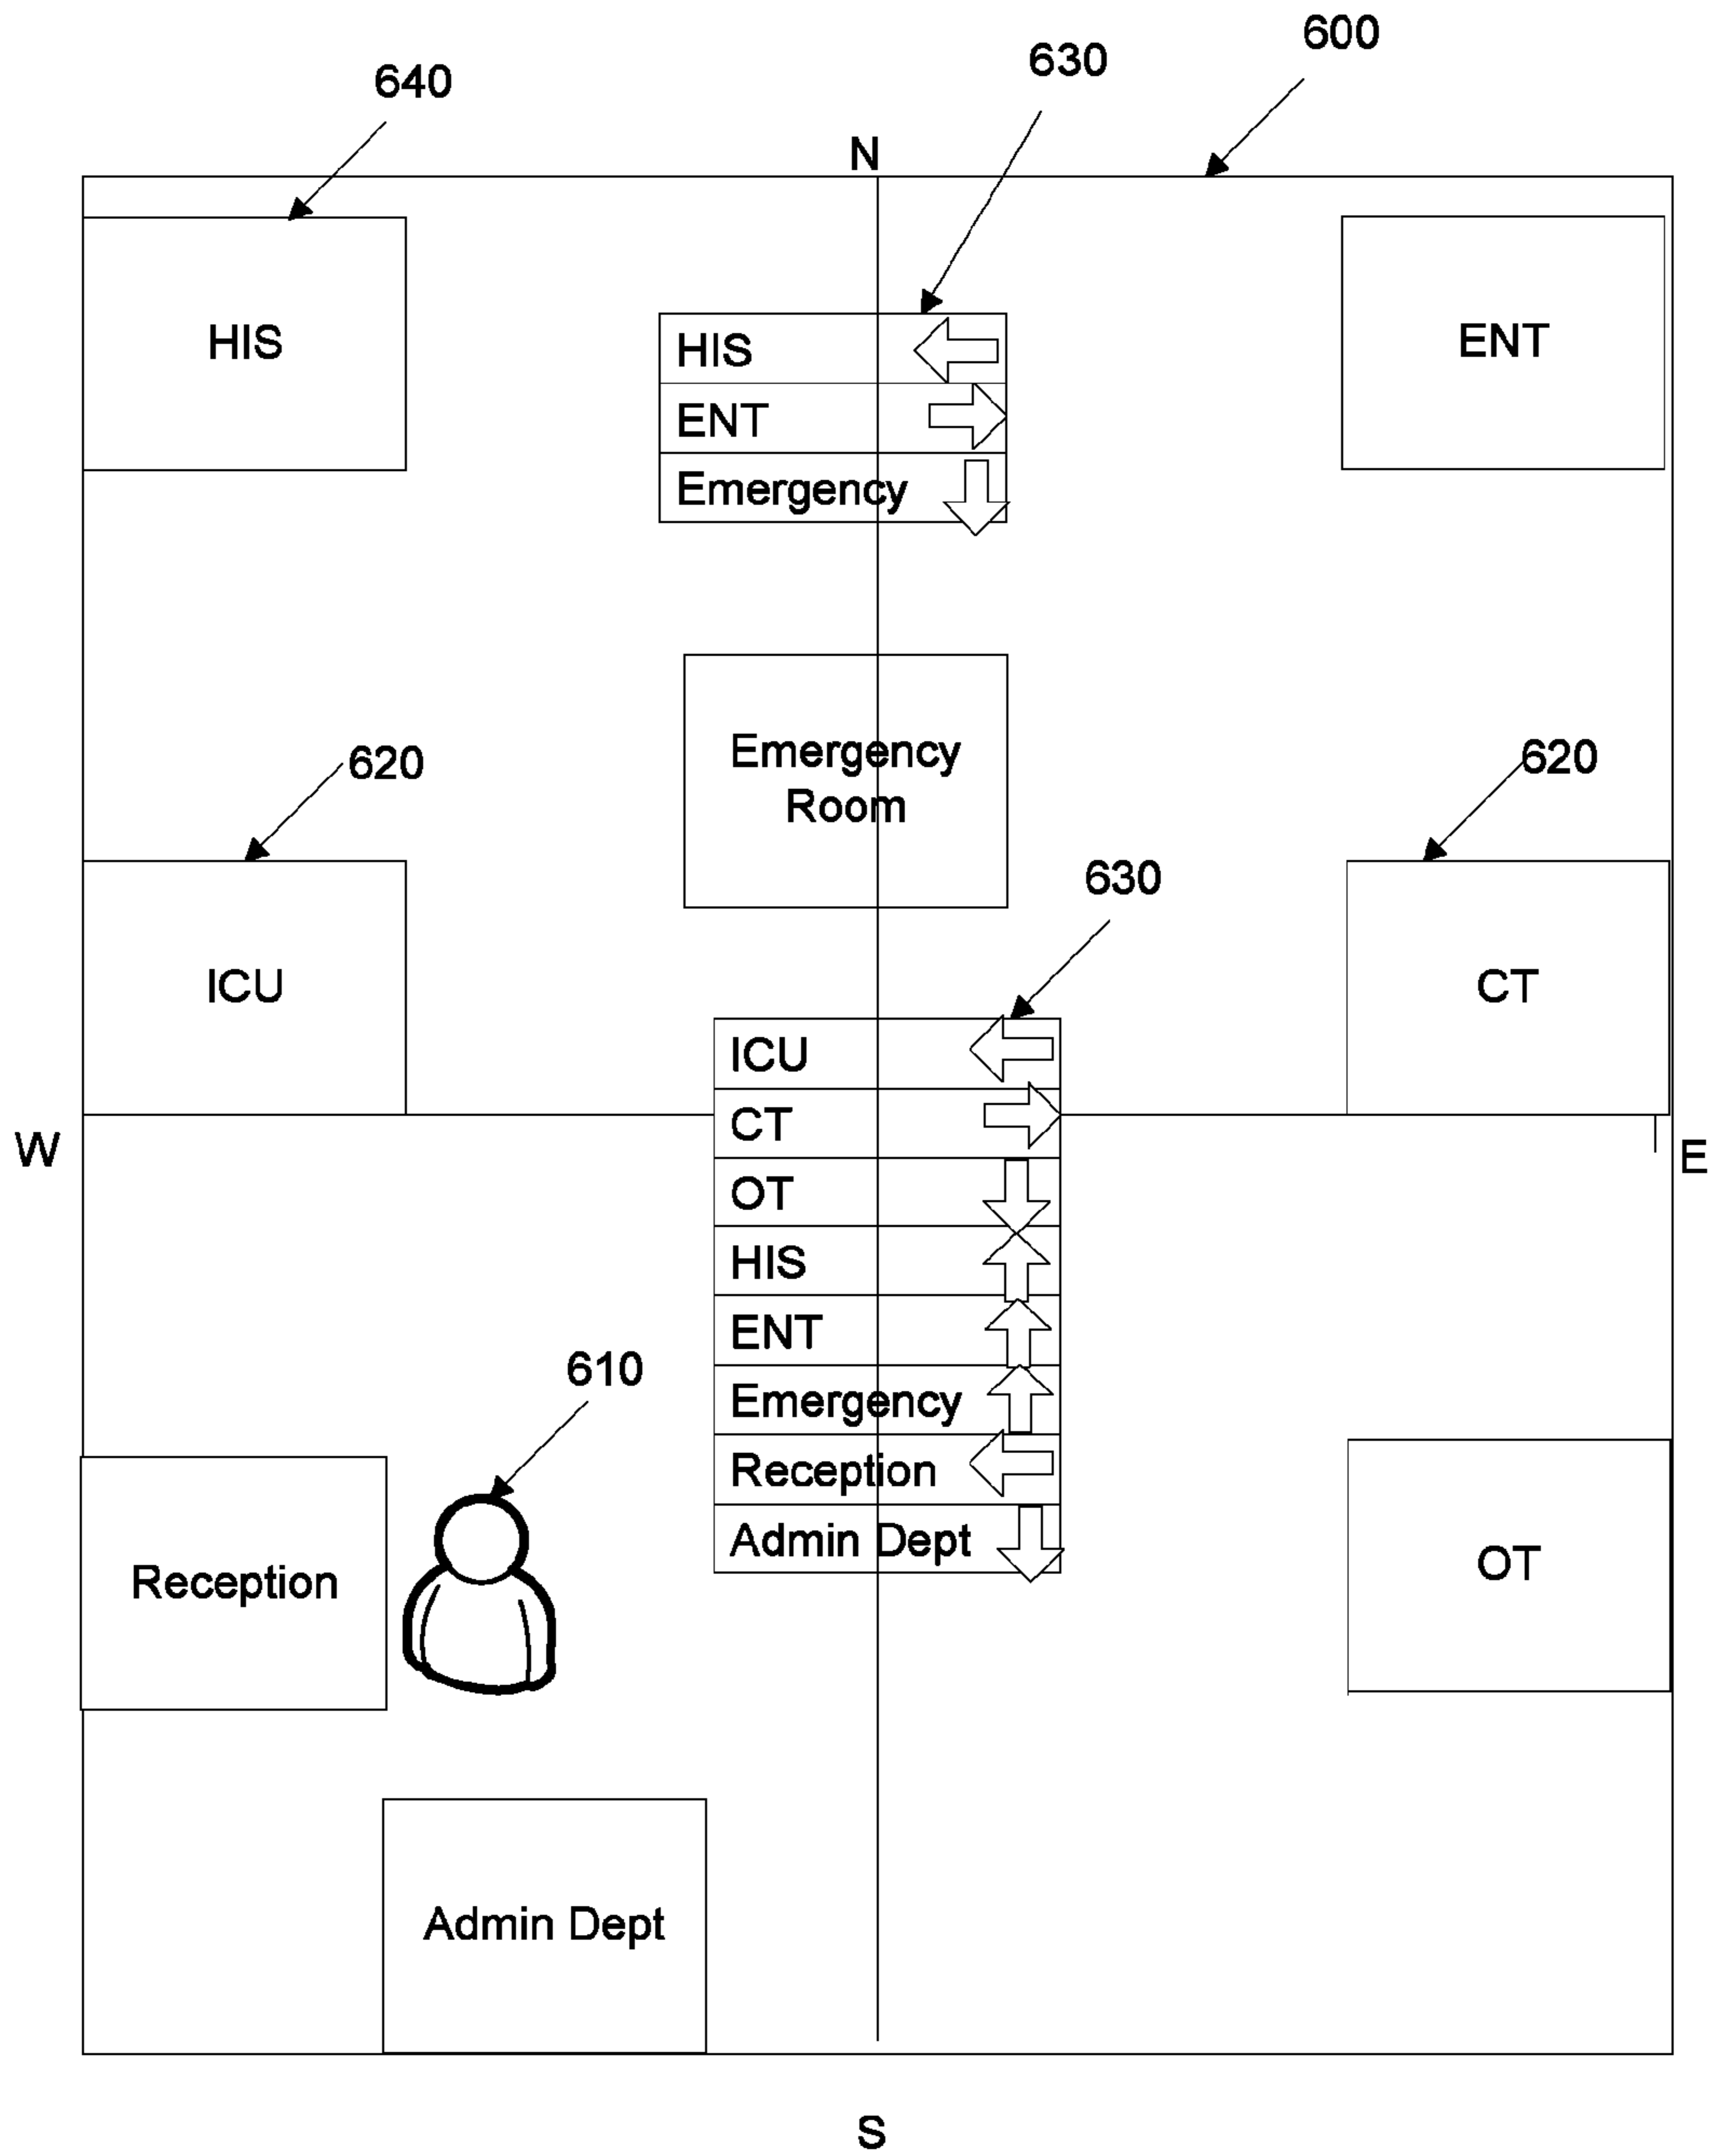 600
630
640
N
HIS
ENT
HIS
ENT
Emergency
Emergency
Room
620
620
630
ICU
CT
ICU
CT
W
E
OT
HIS
ENT
610
Emergency
Reception
Admin Dept
Reception
OT
Admin Dept
S